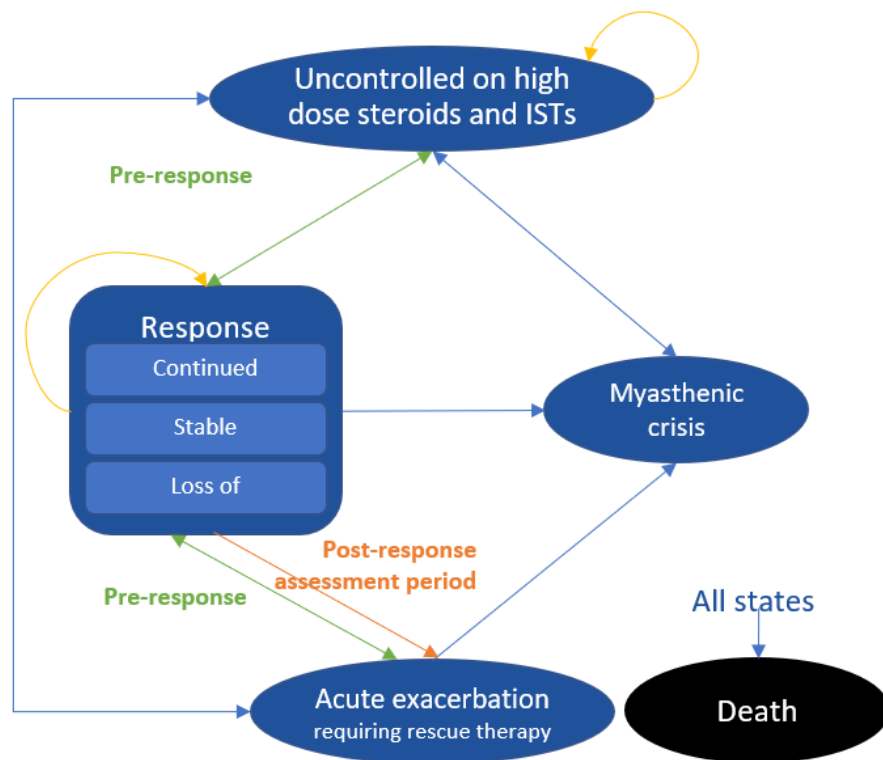 Uncontrolled on high
dose steroids and ISTs
Pre-response
Response
Continued
Stable
Loss of
Myasthenic
crisis
Post-response
assessment period
Pre-response
All states
Acute exacerbation
requiring rescue therapy
Death